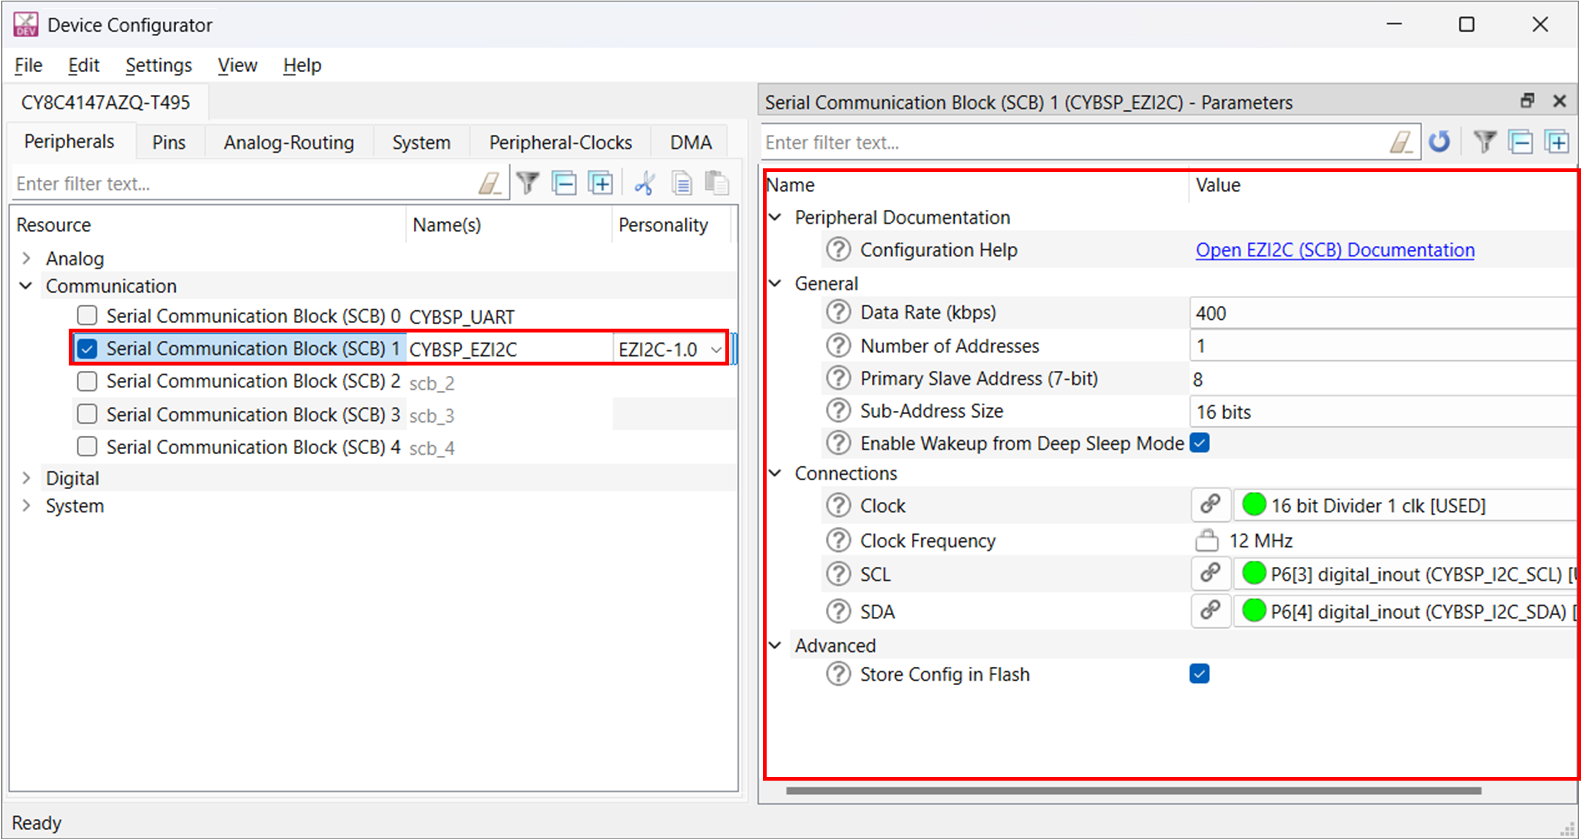 Device Configurator
File Edit Settings View Help
CY8C4147AZQ-T495
Peripherals Pins Analog-Routing System Peripheral-Clocks DMA
Enter filter text...
Resource Name(s) Personality
Analog
Communication
Serial Communication Block (SCB) 0 CYBSP_UART
Serial Communication Block (SCB) 1 CYBSP_EZI2C EZI2C-1.0
Serial Communication Block (SCB) 2 scb_2
Serial Communication Block (SCB) 3 scb_3
Serial Communication Block (SCB) 4 scb_4
Digital
System
Serial Communication Block (SCB) 1 (CYBSP_EZI2C) - Parameters
Enter filter text...
Name Value
Peripheral Documentation
Configuration Help Open EZI2C (SCB) Documentation
General
Data Rate (kbps) 400
Number of Addresses 1
Primary Slave Address (7-bit) 8
Sub-Address Size 16 bits
Enable Wakeup from Deep Sleep Mode
Connections
Clock 16 bit Divider 1 clk [USED]
Clock Frequency 12 MHz
SCL P6[3] digital_inout (CYBSP_I2C_SCL) [
SDA P6[4] digital_inout (CYBSP_I2C_SDA) [
Advanced
Store Config in Flash
Ready